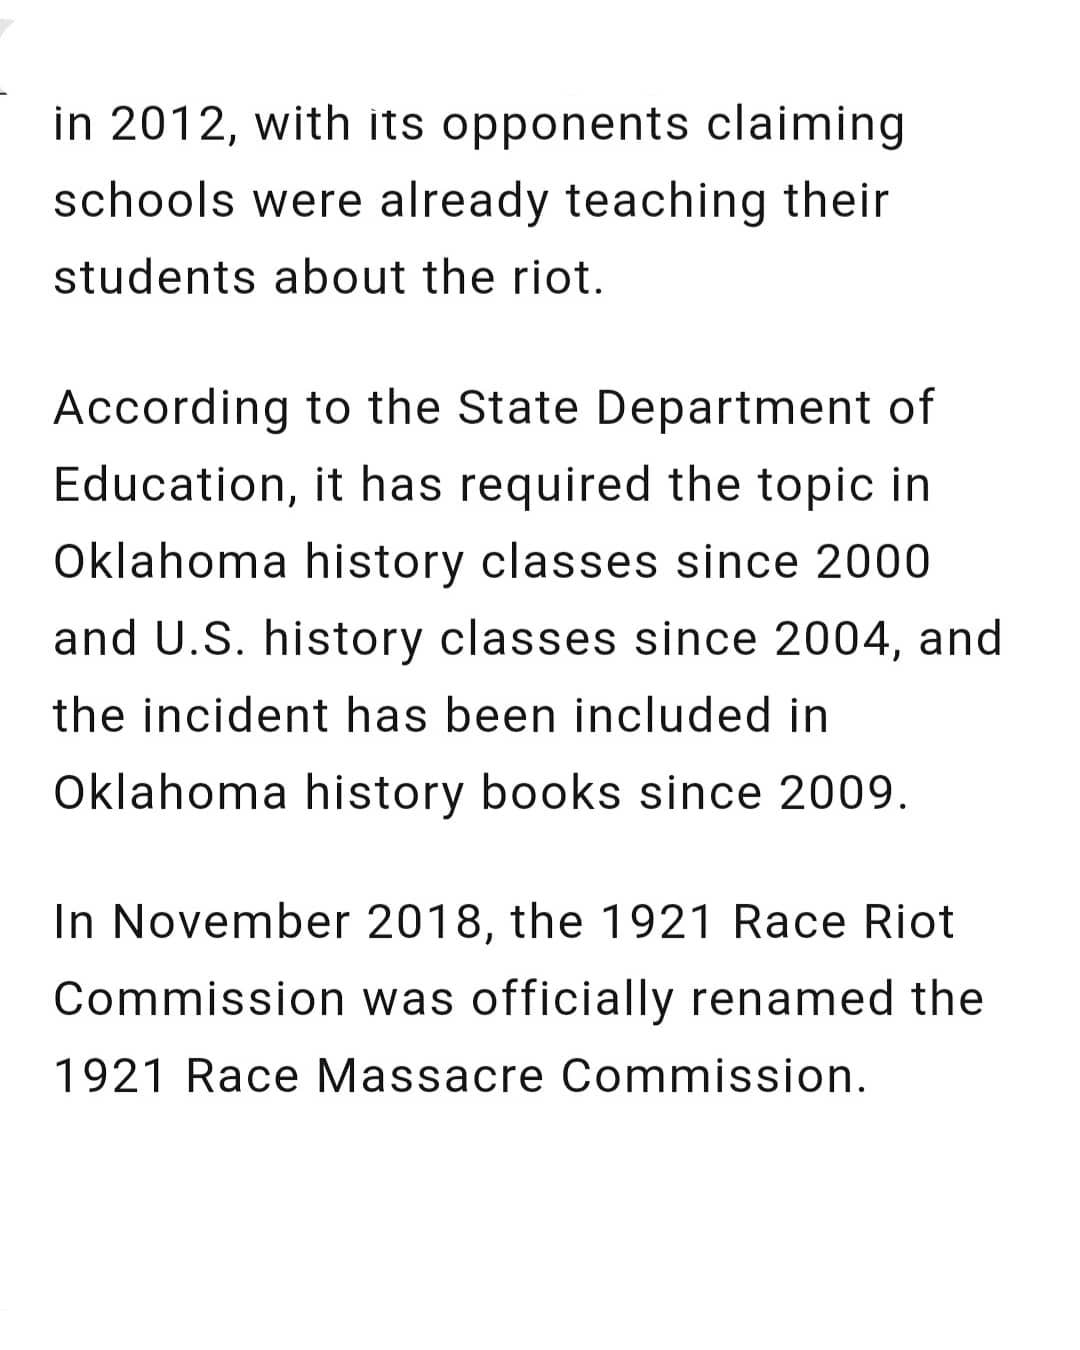 in 2012, with its opponents claiming
schools were already teaching their
students about the riot.
According to the State Department of
Education, it has required the topic in
Oklahoma history classes since 2000
and U.S. history classes since 2004, and
the incident has been included in
Oklahoma history books since 2009.
In November 2018, the 1921 Race Riot
Commission was officially renamed the
1921 Race Massacre Commission.